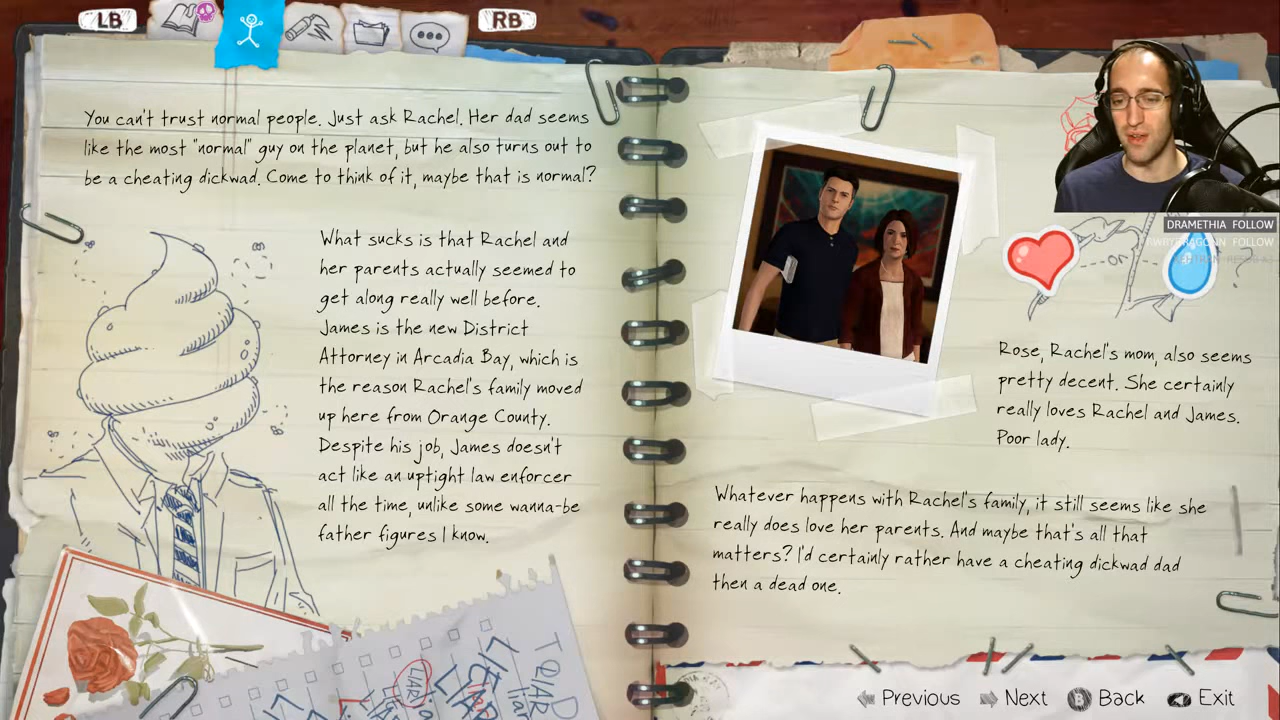 LB
RB
You can't trust normal people. Just ask Rachel. Her dad seems
like the most "normal" guy on the planet, but he also turns out to
be a cheating dickwad. Come to think of it, maybe that is normal?
What sucks is that Rachel and
her parents actually seemed to
get along really well before.
James is the new District
Attorney in Arcadia Bay, which is
the reason Rachel's family moved
up here from Orange County.
Despite his job, James doesn't
act like an uptight law enforcer
all the time, unlike some wanna-be
father figures I know.
LIAR
DRAMETHIA FOLLOW
FOLLOW
or
?
Rose, Rachel's mom, also seems
pretty decent. She certainly
really loves Rachel and James.
Poor lady.
Whatever happens with Rachel's family, it still seems like she
really does love her parents. And maybe that's all that
matters? I'd certainly rather have a cheating dickwad dad
then a dead one.
Previous Next B Back Exit